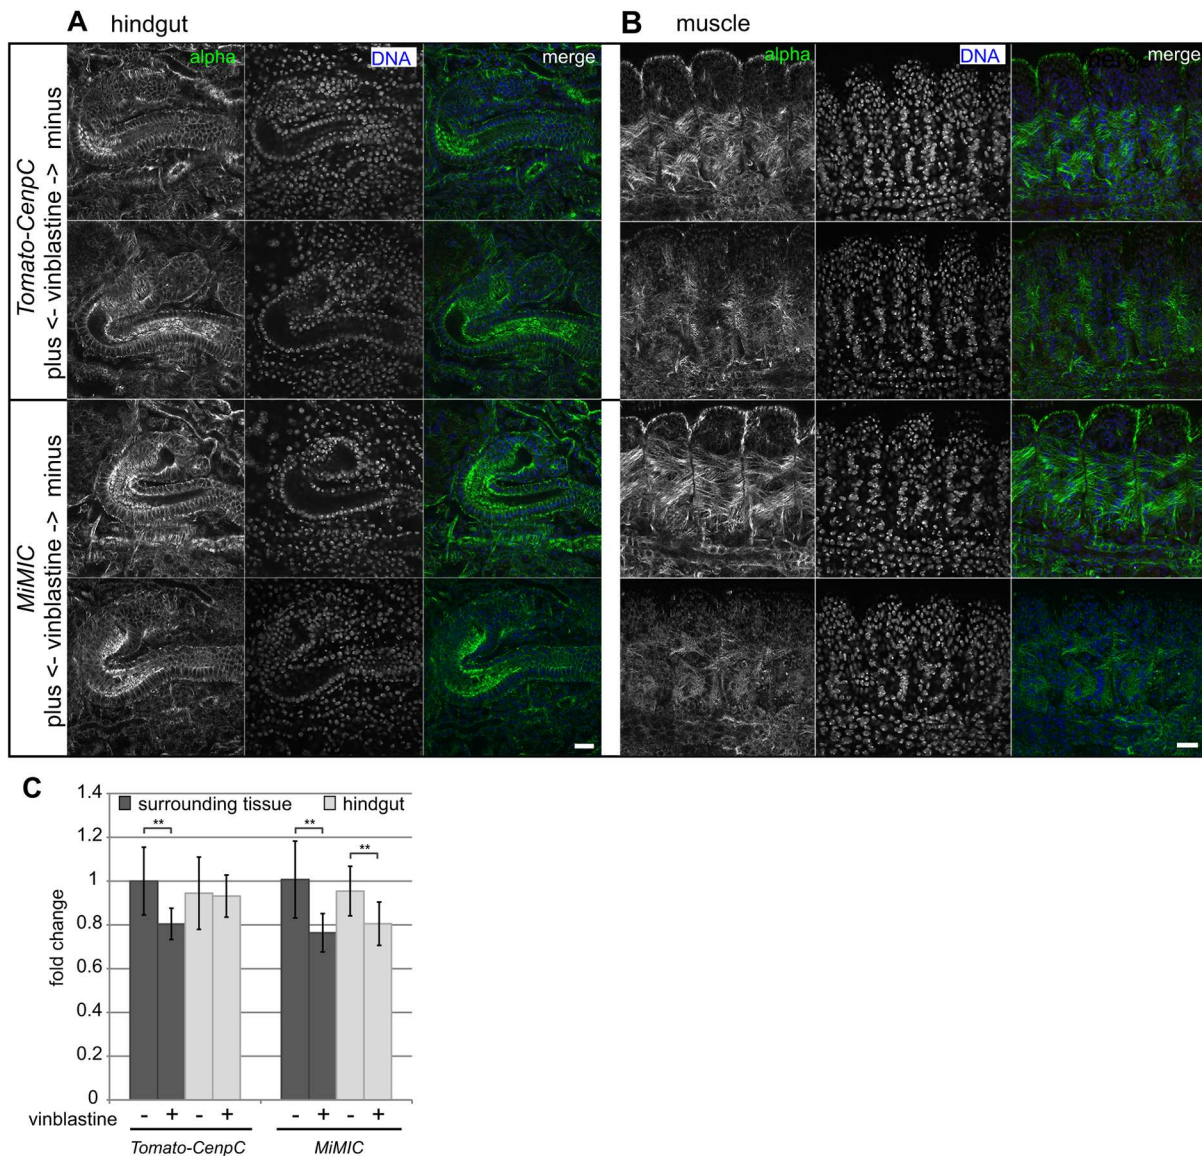 A hindgut
B muscle
alpha DNA merge
alpha DNA merge
merge
Tomato-CenpC
plus <- vinblastine -> minus
MiMIC
plus <- vinblastine -> minus
C
surrounding tissue hindgut
fold change
1.4
1.2
1
0.8
0.6
0.4
0.2
0
** ** **
vinblastine - + - + - + - +
Tomato-CenpC MiMIC